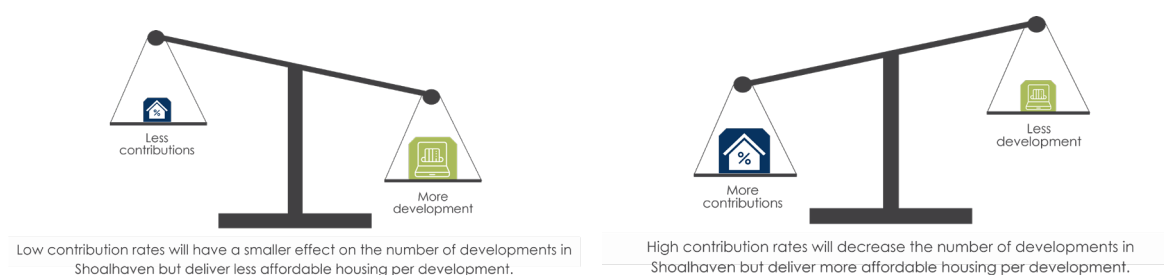 Less
contributions
More
development
Low contribution rates will have a smaller effect on the number of developments in
Shoalhaven but deliver less affordable housing per development.
%
Less
development
%
More
contributions
High contribution rates will decrease the number of developments in
Shoalhaven but deliver more affordable housing per development.